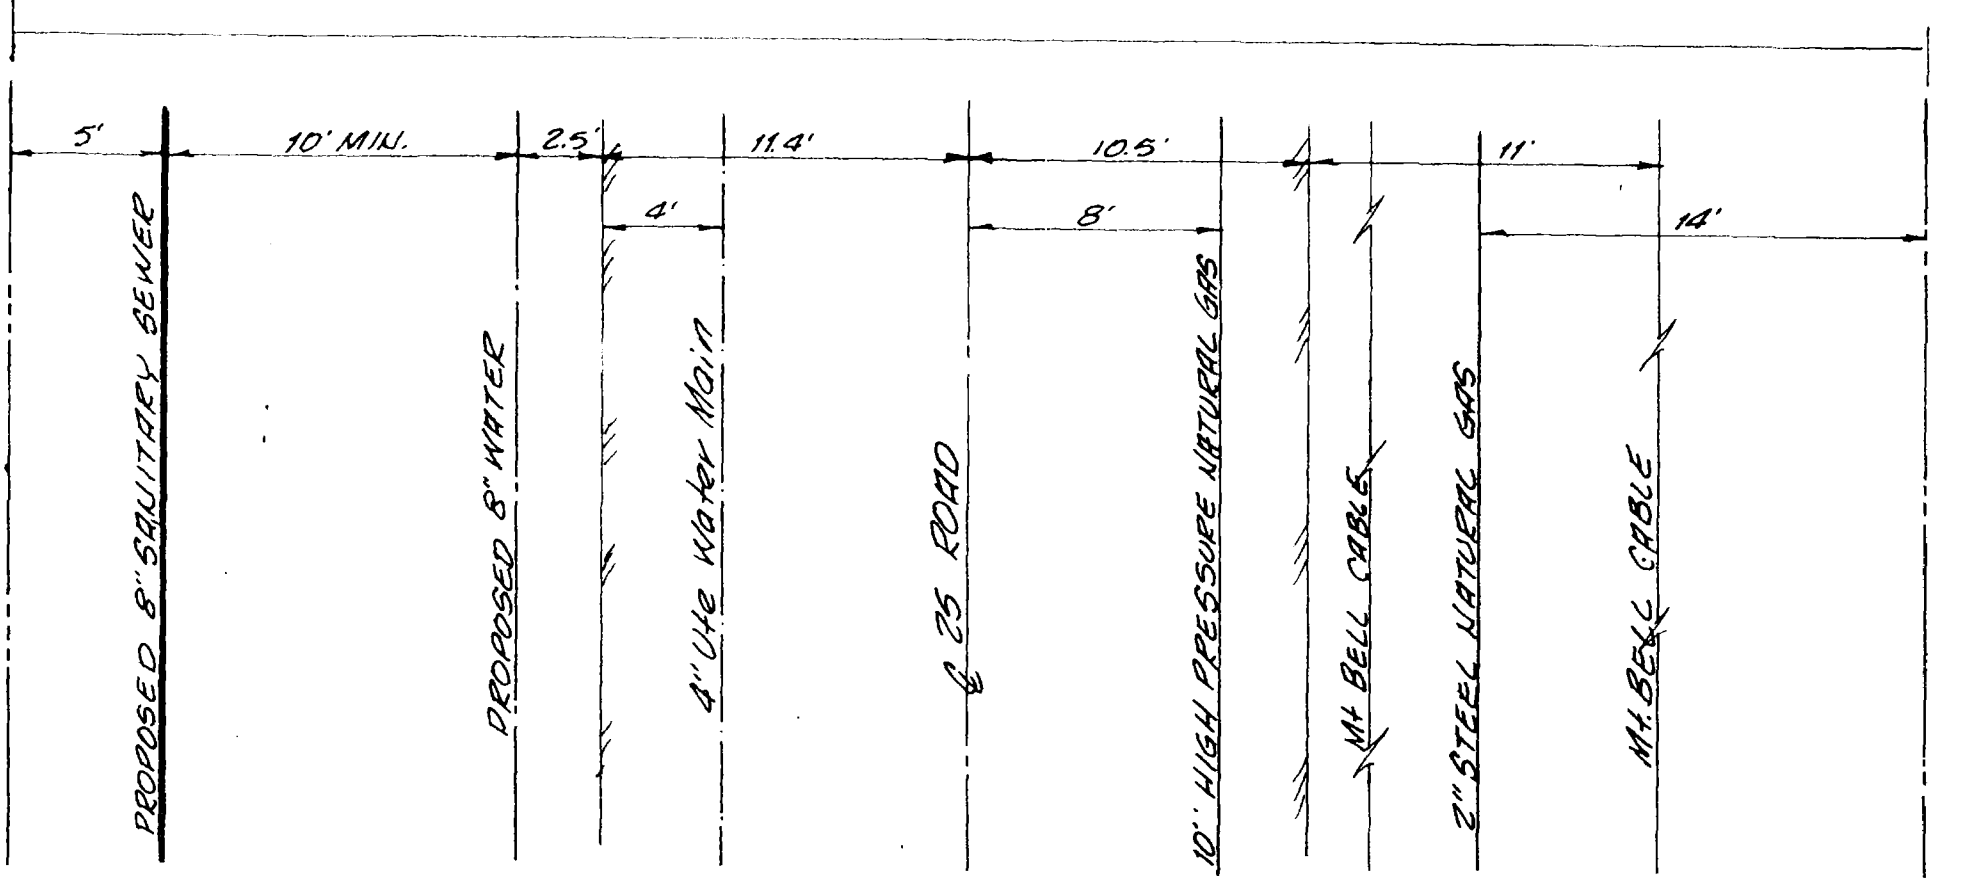 5'
10' MIN.
2.5'
11.4'
10.5'
11'
4'
8'
14'
PROPOSED 8" SANITARY SEWER
PROPOSED 8" WATER
4" Ute Water Main
℄ 25 ROAD
10" HIGH PRESSURE NATURAL GAS
Mt BELL CABLE
2" STEEL NATURAL GAS
Mt. BELL CABLE